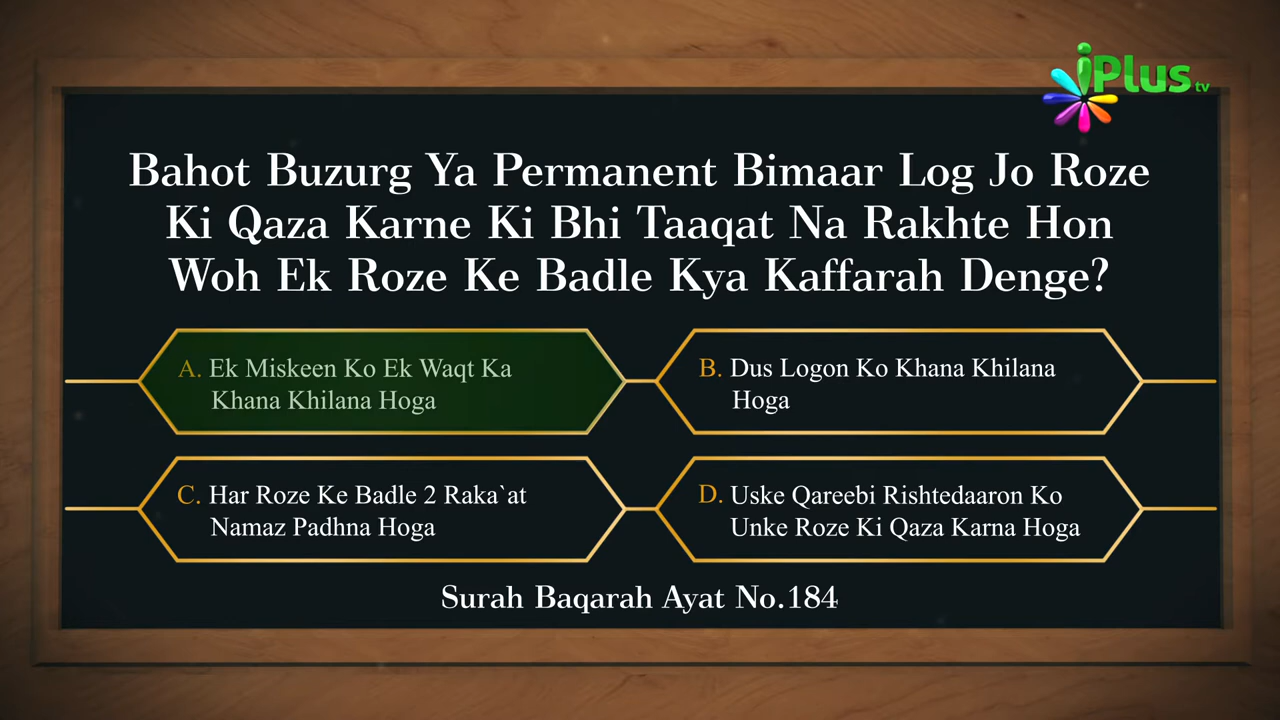 iPlus tv
Bahot Buzurg Ya Permanent Bimaar Log Jo Roze
Ki Qaza Karne Ki Bhi Taaqat Na Rakhte Hon
Woh Ek Roze Ke Badle Kya Kaffarah Denge?
A. Ek Miskeen Ko Ek Waqt Ka
Khana Khilana Hoga
B. Dus Logon Ko Khana Khilana
Hoga
C. Har Roze Ke Badle 2 Raka`at
Namaz Padhna Hoga
D. Uske Qareebi Rishtedaaron Ko
Unke Roze Ki Qaza Karna Hoga
Surah Baqarah Ayat No.184